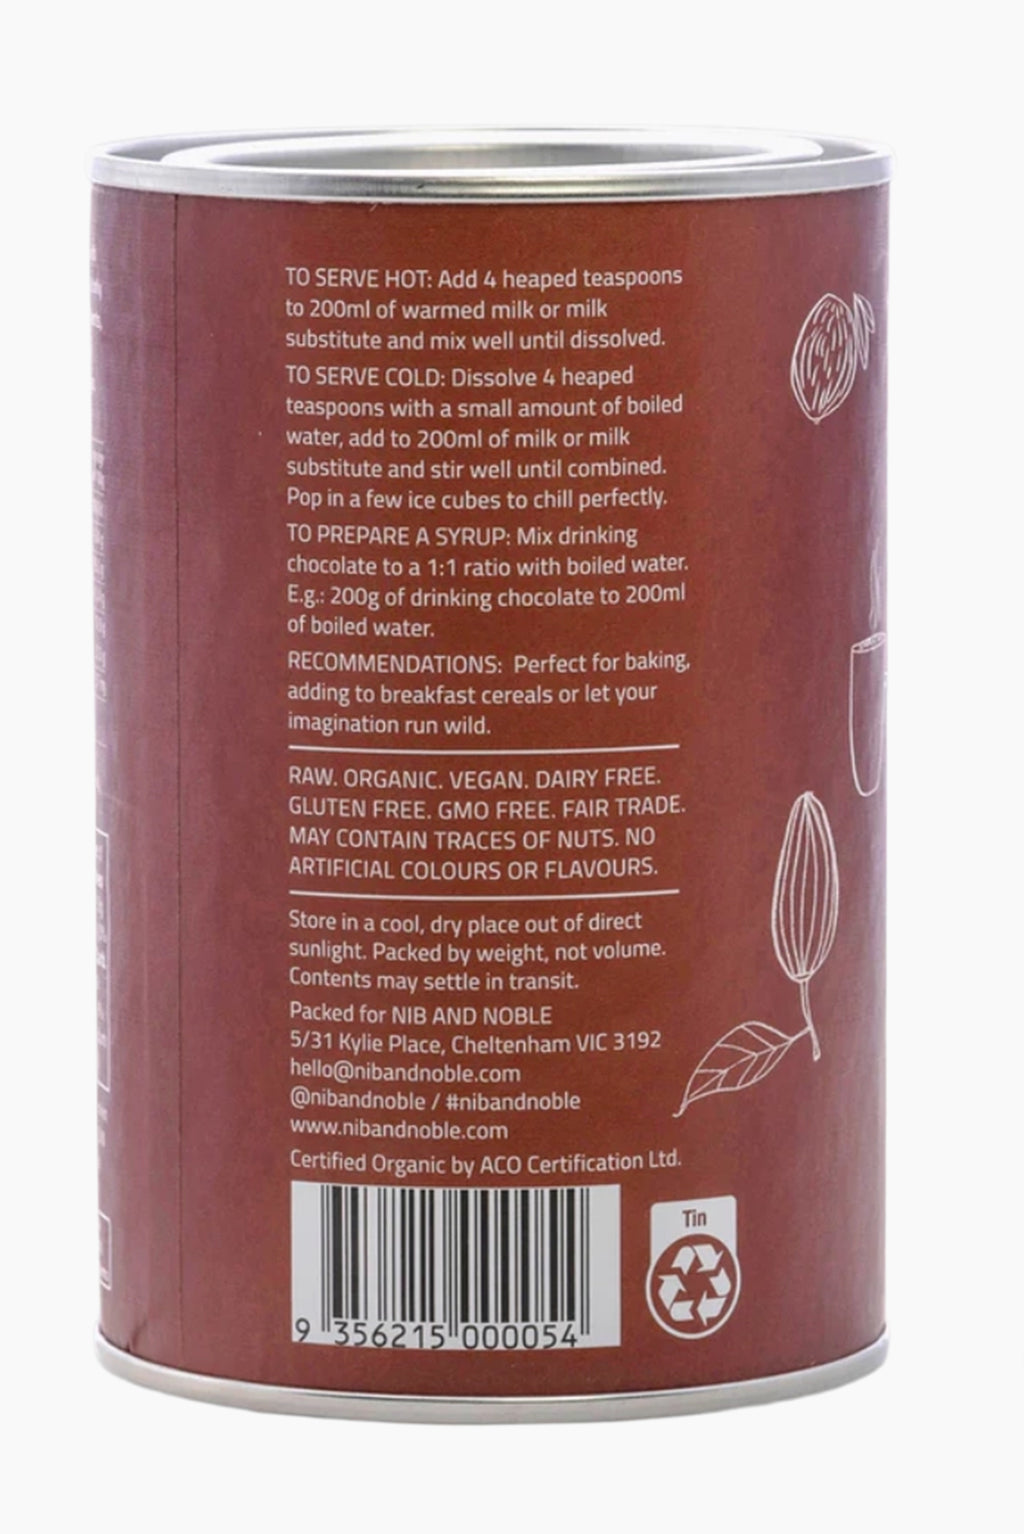 TO SERVE HOT: Add 4 heaped teaspoons
to 200ml of warmed milk or milk
substitute and mix well until dissolved.
TO SERVE COLD: Dissolve 4 heaped
teaspoons with a small amount of boiled
water, add to 200ml of milk or milk
substitute and stir well until combined.
Pop in a few ice cubes to chill perfectly.
TO PREPARE A SYRUP: Mix drinking
chocolate to a 1:1 ratio with boiled water.
E.g.: 200g of drinking chocolate to 200ml
of boiled water.
RECOMMENDATIONS: Perfect for baking,
adding to breakfast cereals or let your
imagination run wild.
RAW. ORGANIC. VEGAN. DAIRY FREE.
GLUTEN FREE. GMO FREE. FAIR TRADE.
MAY CONTAIN TRACES OF NUTS. NO
ARTIFICIAL COLOURS OR FLAVOURS.
Store in a cool, dry place out of direct
sunlight. Packed by weight, not volume.
Contents may settle in transit.
Packed for NIB AND NOBLE
5/31 Kylie Place, Cheltenham VIC 3192
hello@nibandnoble.com
@nibandnoble / #nibandnoble
www.nibandnoble.com
Certified Organic by ACO Certification Ltd.
Tin
9 356215 000054